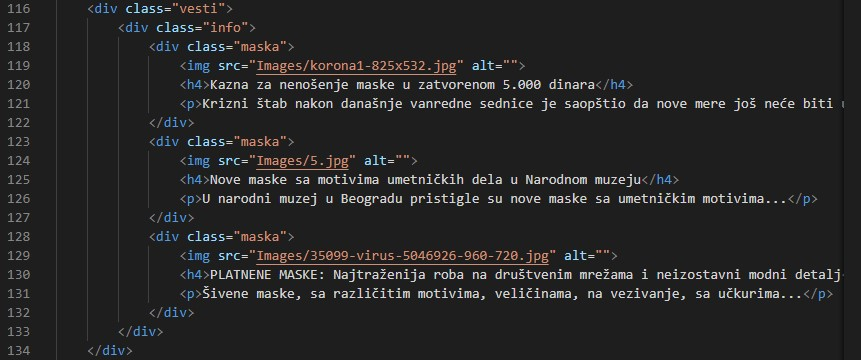 116 <div class="vesti">
117 <div class="info">
118 <div class="maska">
119 <img src="Images/korona1-825x532.jpg" alt="">
120 <h4>Kazna za nenošenje maske u zatvorenom 5.000 dinara</h4>
121 <p>Krizni štab nakon današnje vanredne sednice je saopštio da nove mere još neće biti
122 </div>
123 <div class="maska">
124 <img src="Images/5.jpg" alt="">
125 <h4>Nove maske sa motivima umetničkih dela u Narodnom muzeju</h4>
126 <p>U narodni muzej u Beogradu pristigle su nove maske sa umetničkim motivima...</p>
127 </div>
128 <div class="maska">
129 <img src="Images/35099-virus-5046926-960-720.jpg" alt="">
130 <h4>PLATNENE MASKE: Najtraženija roba na društvenim mrežama i neizostavni modni detalj
131 <p>Šivene maske, sa različitim motivima, veličinama, na vezivanje, sa učkurima...</p>
132 </div>
133 </div>
134 </div>